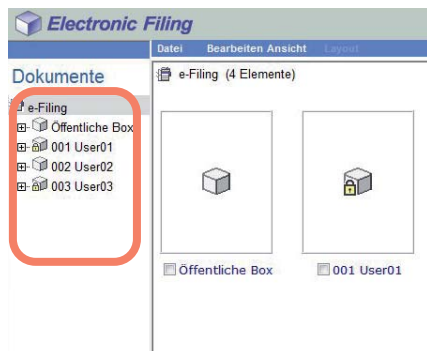 Electronic Filing
Datei Bearbeiten Ansicht Layout
Dokumente
e-Filing
Öffentliche Box
001 User01
002 User02
003 User03
e-Filing (4 Elemente)
Öffentliche Box 001 User01